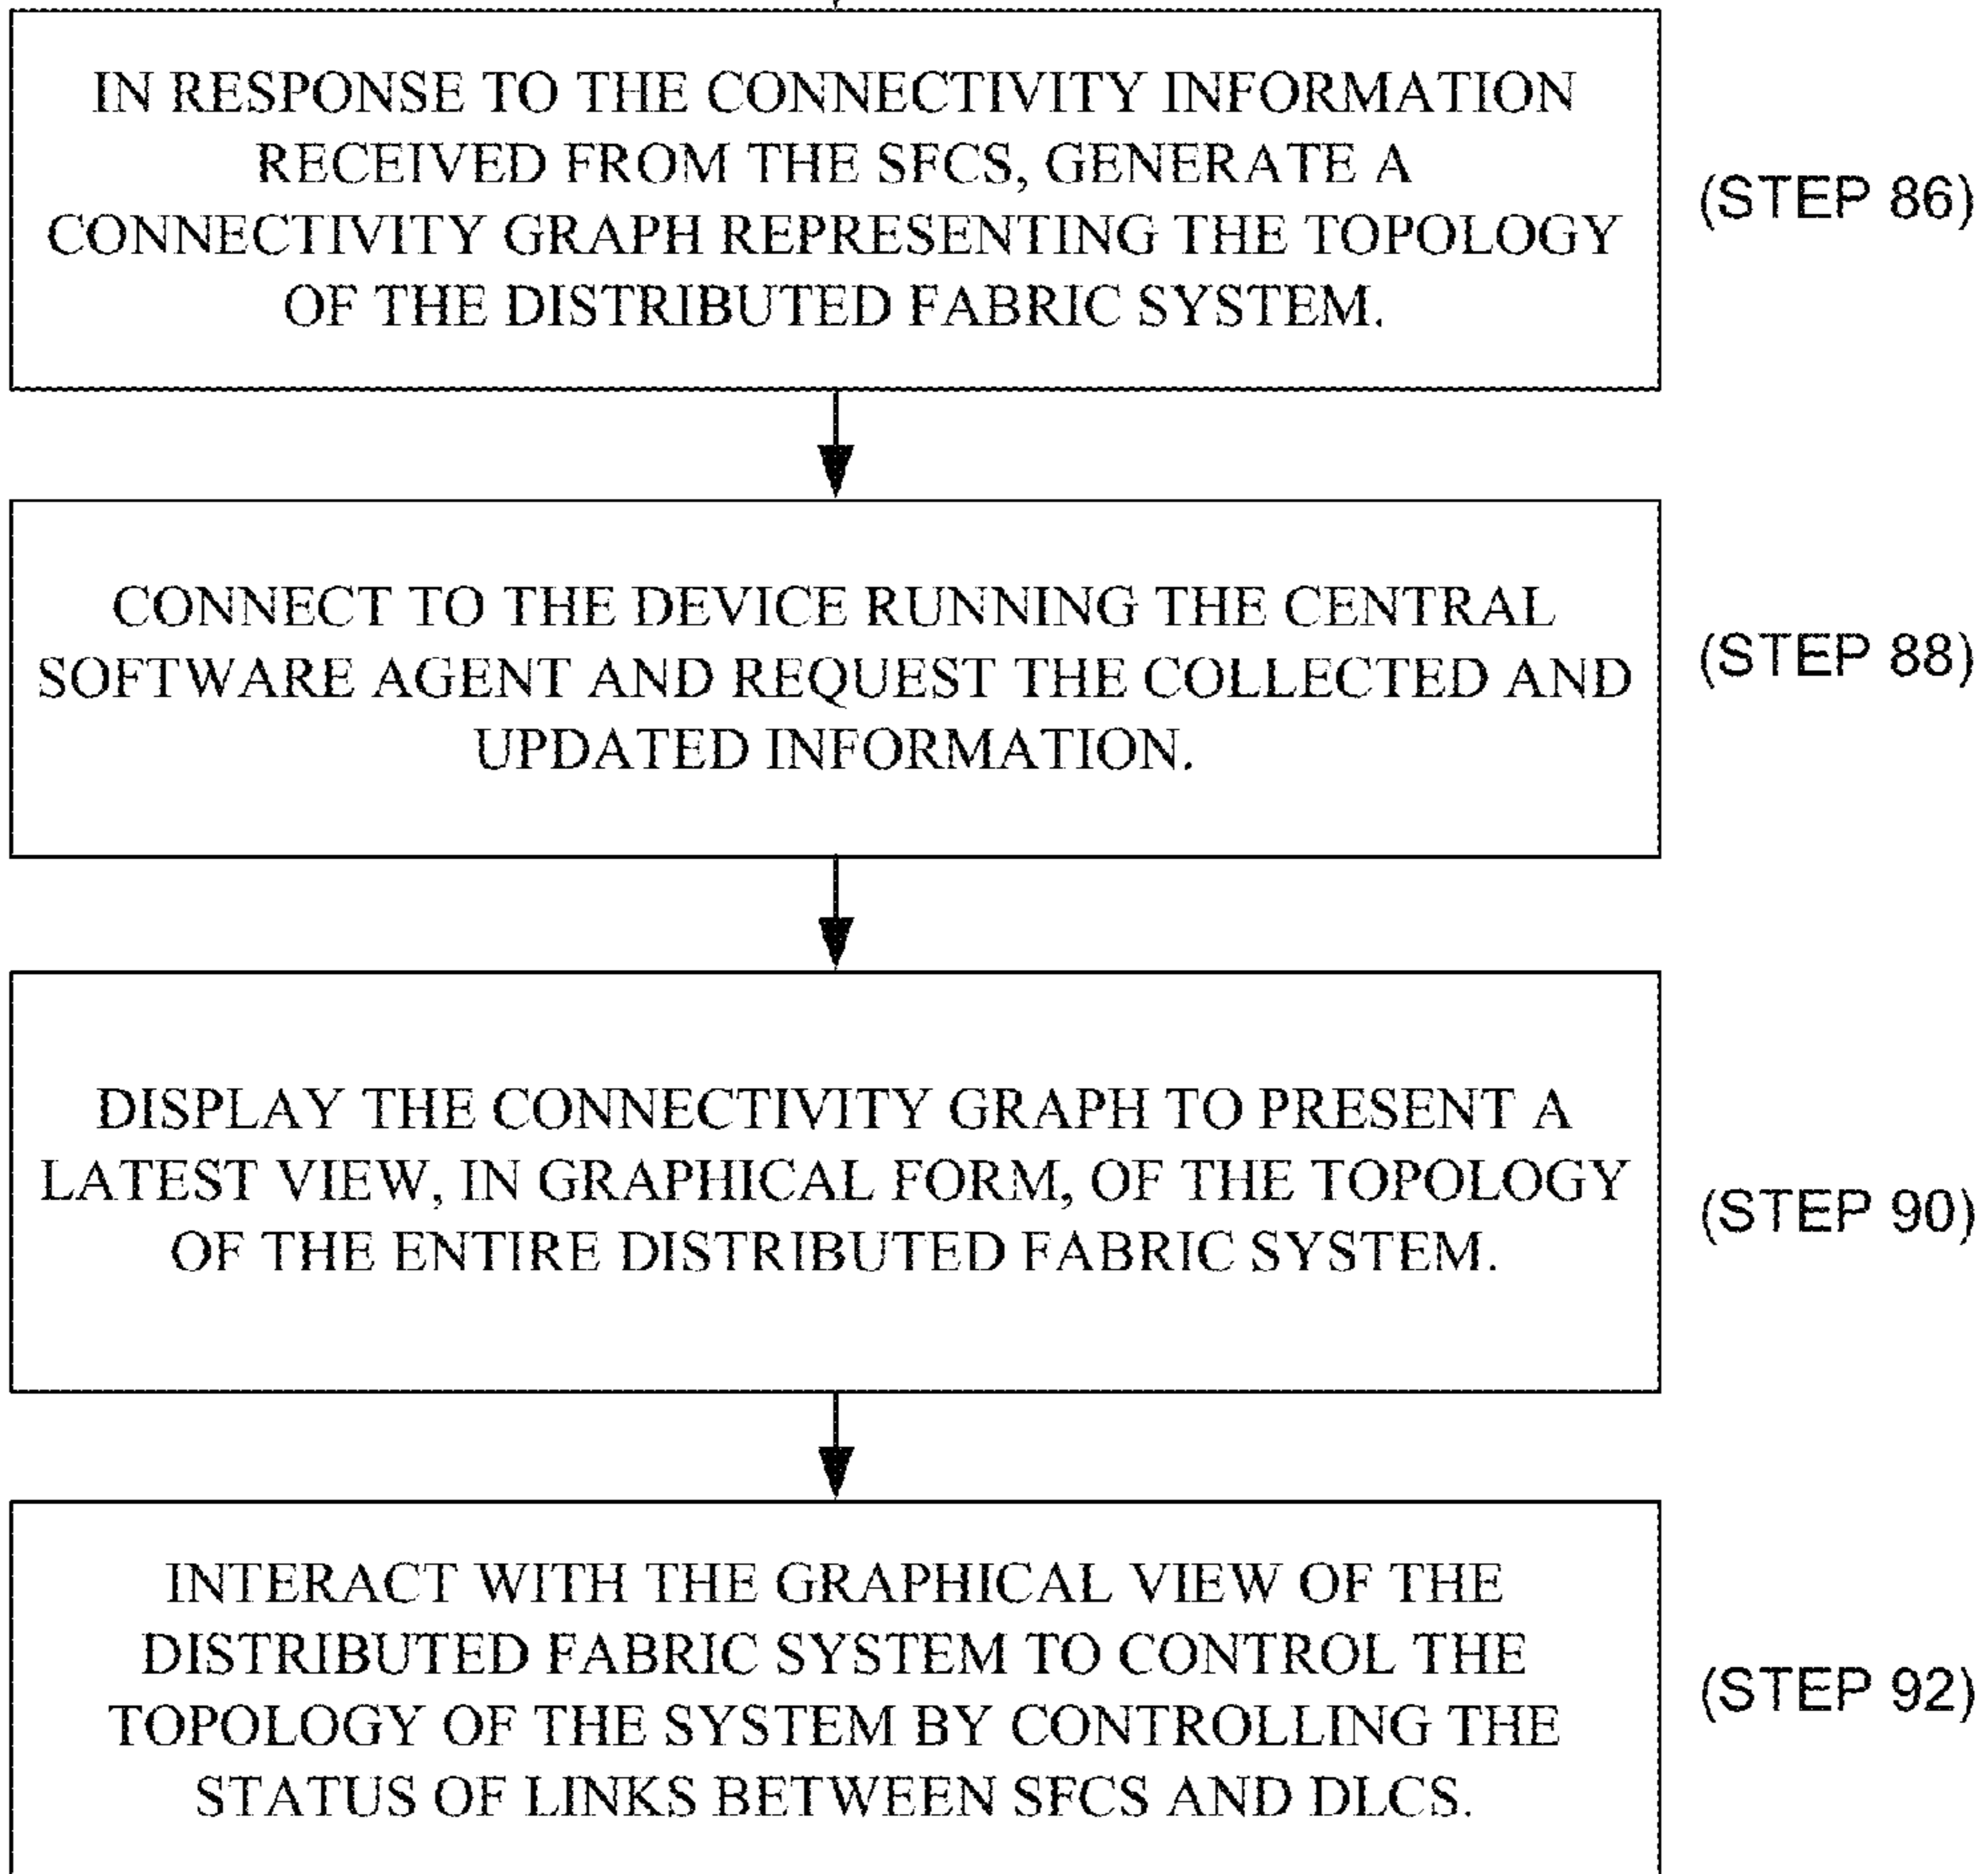 IN RESPONSE TO THE CONNECTIVITY INFORMATION
RECEIVED FROM THE SFCS, GENERATE A
CONNECTIVITY GRAPH REPRESENTING THE TOPOLOGY
OF THE DISTRIBUTED FABRIC SYSTEM.
(STEP 86)
CONNECT TO THE DEVICE RUNNING THE CENTRAL
SOFTWARE AGENT AND REQUEST THE COLLECTED AND
UPDATED INFORMATION.
(STEP 88)
DISPLAY THE CONNECTIVITY GRAPH TO PRESENT A
LATEST VIEW, IN GRAPHICAL FORM, OF THE TOPOLOGY
OF THE ENTIRE DISTRIBUTED FABRIC SYSTEM.
(STEP 90)
INTERACT WITH THE GRAPHICAL VIEW OF THE
DISTRIBUTED FABRIC SYSTEM TO CONTROL THE
TOPOLOGY OF THE SYSTEM BY CONTROLLING THE
STATUS OF LINKS BETWEEN SFCS AND DLCS.
(STEP 92)